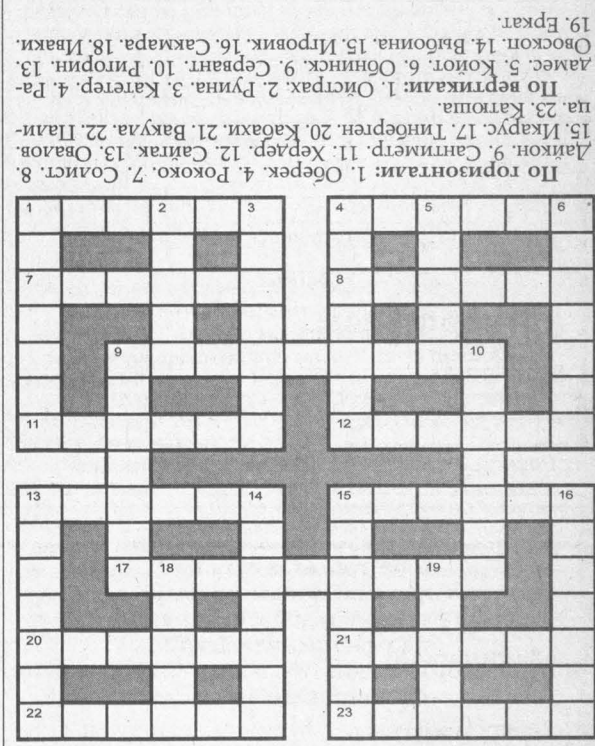 По горизонтали: 1. Оберек. 4. Рококо. 7. Солист. 8.
Дайкон. 9. Сантиметр. 11. Хердер. 12. Сайгак. 13. Овалов.
15. Икарус. 17. Тинберген. 20. Кабахи. 21. Вакула. 22. Пали-
ца. 23. Катюша.
По вертикали: 1. Ойстрах. 2. Руина. 3. Катетер. 4. Ра-
дамес. 5. Койот. 6. Обнинск. 9. Сервант. 10. Ригорин. 13.
Овоскоп. 14. Выбоина. 15. Игровик. 16. Сакмара. 18. Иваки.
19. Еркат.
1 2 3 4 5 6
7 8
9 10
11 12
13 14 15 16
17 18 19
20 21
22 23